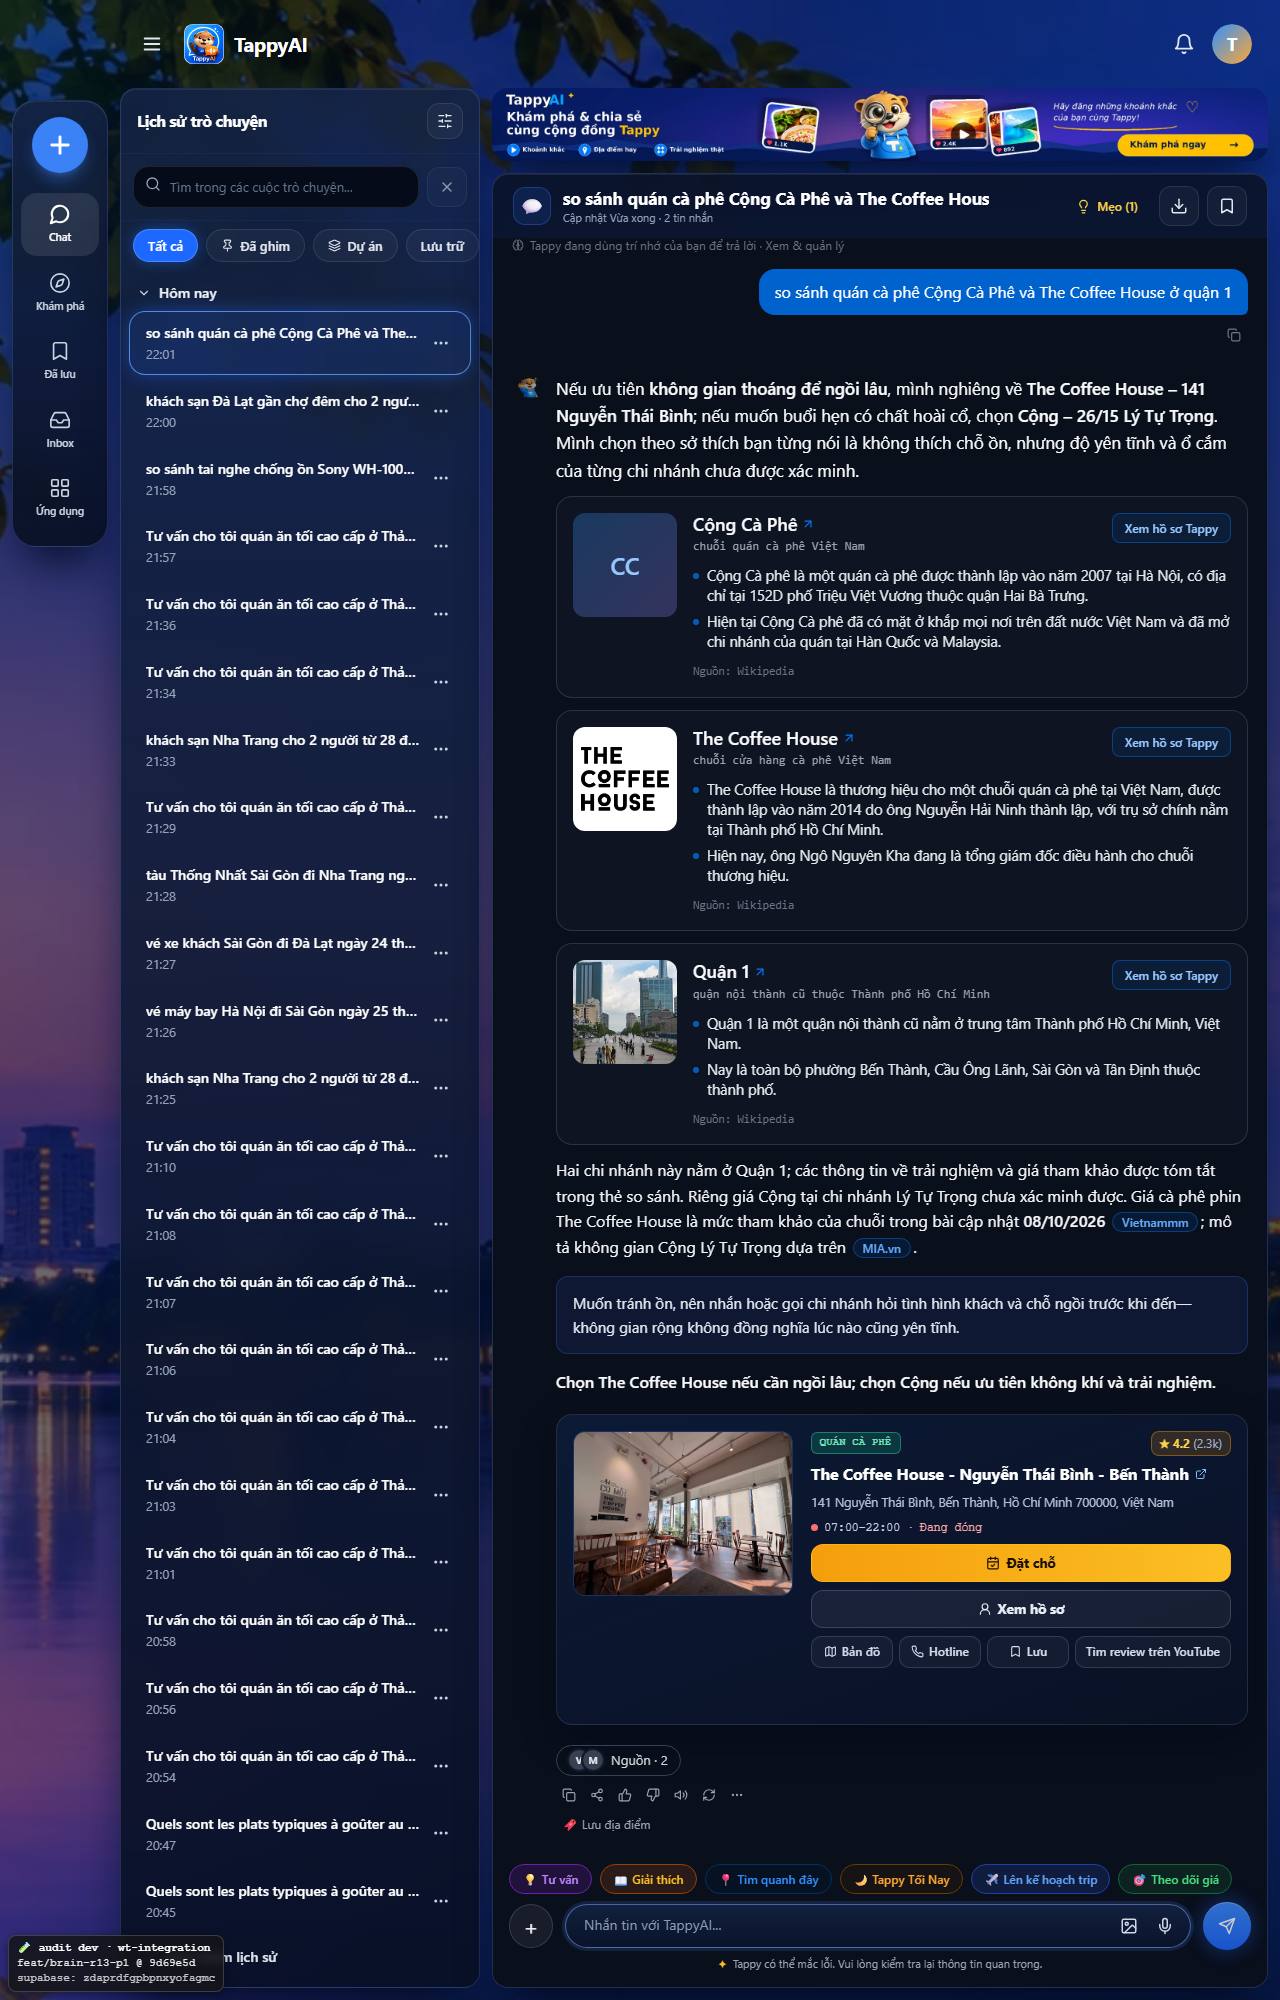 TappyAI
T
TappyAI
Khám phá & chia sẻ
cùng cộng đồng Tappy
Khoảnh khắc
Địa điểm hay
Trải nghiệm thật
1.2K
2.4K
892
Hãy đăng những khoảnh khắc
của bạn cùng Tappy!
Khám phá ngay →
Chat
Khám phá
Đã lưu
Inbox
Ứng dụng
Lịch sử trò chuyện
Tìm trong các cuộc trò chuyện...
Tất cả
Đã ghim
Dự án
Lưu trữ
Hôm nay
so sánh quán cà phê Cộng Cà Phê và The...
22:01
khách sạn Đà Lạt gần chợ đêm cho 2 ngư...
22:00
so sánh tai nghe chống ồn Sony WH-100...
21:58
Tư vấn cho tôi quán ăn tối cao cấp ở Thả...
21:57
Tư vấn cho tôi quán ăn tối cao cấp ở Thả...
21:36
Tư vấn cho tôi quán ăn tối cao cấp ở Thả...
21:34
khách sạn Nha Trang cho 2 người từ 28 đ...
21:33
Tư vấn cho tôi quán ăn tối cao cấp ở Thả...
21:29
tàu Thống Nhất Sài Gòn đi Nha Trang ng...
21:28
vé xe khách Sài Gòn đi Đà Lạt ngày 24 th...
21:27
vé máy bay Hà Nội đi Sài Gòn ngày 25 th...
21:26
khách sạn Nha Trang cho 2 người từ 28 đ...
21:25
Tư vấn cho tôi quán ăn tối cao cấp ở Thả...
21:10
Tư vấn cho tôi quán ăn tối cao cấp ở Thả...
21:08
Tư vấn cho tôi quán ăn tối cao cấp ở Thả...
21:07
Tư vấn cho tôi quán ăn tối cao cấp ở Thả...
21:06
Tư vấn cho tôi quán ăn tối cao cấp ở Thả...
21:04
Tư vấn cho tôi quán ăn tối cao cấp ở Thả...
21:03
Tư vấn cho tôi quán ăn tối cao cấp ở Thả...
21:01
Tư vấn cho tôi quán ăn tối cao cấp ở Thả...
20:58
Tư vấn cho tôi quán ăn tối cao cấp ở Thả...
20:56
Tư vấn cho tôi quán ăn tối cao cấp ở Thả...
20:54
Quels sont les plats typiques à goûter au ...
20:47
Quels sont les plats typiques à goûter au ...
20:45
lịch sử
audit dev · wt-integration
feat/brain-r13-p1 @ 9d69e5d
supabase: zdaprdfgpbpnxyofagmc
so sánh quán cà phê Cộng Cà Phê và The Coffee Hous
Cập nhật Vừa xong · 2 tin nhắn
Mẹo (1)
Tappy đang dùng trí nhớ của bạn để trả lời · Xem & quản lý
so sánh quán cà phê Cộng Cà Phê và The Coffee House ở quận 1
Nếu ưu tiên không gian thoáng để ngồi lâu, mình nghiêng về The Coffee House – 141
Nguyễn Thái Bình; nếu muốn buổi hẹn có chất hoài cổ, chọn Cộng – 26/15 Lý Tự Trọng.
Mình chọn theo sở thích bạn từng nói là không thích chỗ ồn, nhưng độ yên tĩnh và ổ cắm
của từng chi nhánh chưa được xác minh.
CC
Cộng Cà Phê
Xem hồ sơ Tappy
chuỗi quán cà phê Việt Nam
Cộng Cà phê là một quán cà phê được thành lập vào năm 2007 tại Hà Nội, có địa
chỉ tại 152D phố Triệu Việt Vương thuộc quận Hai Bà Trưng.
Hiện tại Cộng Cà phê đã có mặt ở khắp mọi nơi trên đất nước Việt Nam và đã mở
chi nhánh của quán tại Hàn Quốc và Malaysia.
Nguồn: Wikipedia
THE
COFFEE
HOUSE
The Coffee House
Xem hồ sơ Tappy
chuỗi cửa hàng cà phê Việt Nam
The Coffee House là thương hiệu cho một chuỗi quán cà phê tại Việt Nam, được
thành lập vào năm 2014 do ông Nguyễn Hải Ninh thành lập, với trụ sở chính nằm
tại Thành phố Hồ Chí Minh.
Hiện nay, ông Ngô Nguyên Kha đang là tổng giám đốc điều hành cho chuỗi
thương hiệu.
Nguồn: Wikipedia
Quận 1
Xem hồ sơ Tappy
quận nội thành cũ thuộc Thành phố Hồ Chí Minh
Quận 1 là một quận nội thành cũ nằm ở trung tâm Thành phố Hồ Chí Minh, Việt
Nam.
Nay là toàn bộ phường Bến Thành, Cầu Ông Lãnh, Sài Gòn và Tân Định thuộc
thành phố.
Nguồn: Wikipedia
Hai chi nhánh này nằm ở Quận 1; các thông tin về trải nghiệm và giá tham khảo được tóm tắt
trong thẻ so sánh. Riêng giá Cộng tại chi nhánh Lý Tự Trọng chưa xác minh được. Giá cà phê phin
The Coffee House là mức tham khảo của chuỗi trong bài cập nhật 08/10/2026 Vietnammm ; mô
tả không gian Cộng Lý Tự Trọng dựa trên MIA.vn .
Muốn tránh ồn, nên nhắn hoặc gọi chi nhánh hỏi tình hình khách và chỗ ngồi trước khi đến—
không gian rộng không đồng nghĩa lúc nào cũng yên tĩnh.
Chọn The Coffee House nếu cần ngồi lâu; chọn Cộng nếu ưu tiên không khí và trải nghiệm.
QUÁN CÀ PHÊ
4.2 (2.3k)
The Coffee House - Nguyễn Thái Bình - Bến Thành
141 Nguyễn Thái Bình, Bến Thành, Hồ Chí Minh 700000, Việt Nam
07:00–22:00 · Đang đóng
Đặt chỗ
Xem hồ sơ
Bản đồ
Hotline
Lưu
Tìm review trên YouTube
V M Nguồn · 2
Lưu địa điểm
Tư vấn
Giải thích
Tìm quanh đây
Tappy Tối Nay
Lên kế hoạch trip
Theo dõi giá
Nhắn tin với TappyAI...
Tappy có thể mắc lỗi. Vui lòng kiểm tra lại thông tin quan trọng.